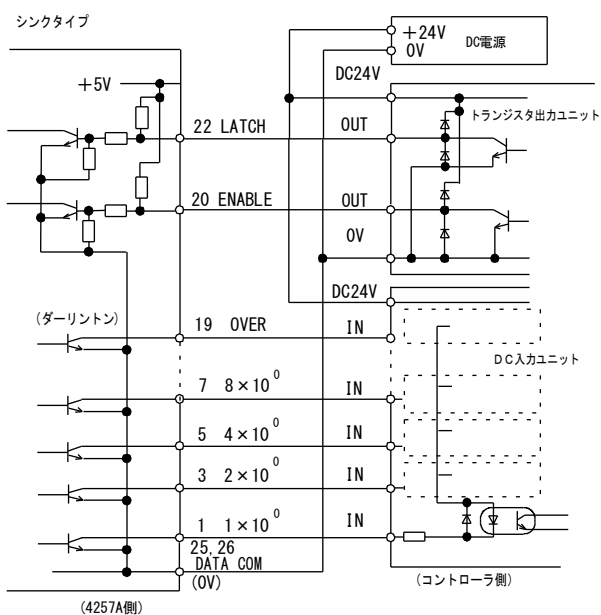 シンクタイプ
+24V
0V
DC電源
+5V
DC24V
トランジスタ出力ユニット
22 LATCH
OUT
20 ENABLE
OUT
0V
DC24V
(ダーリントン)
19 OVER
IN
DC入力ユニット
7 8×10⁰
IN
5 4×10⁰
IN
3 2×10⁰
IN
1 1×10⁰
IN
25,26
DATA COM
(0V)
(コントローラ側)
(4257A側)